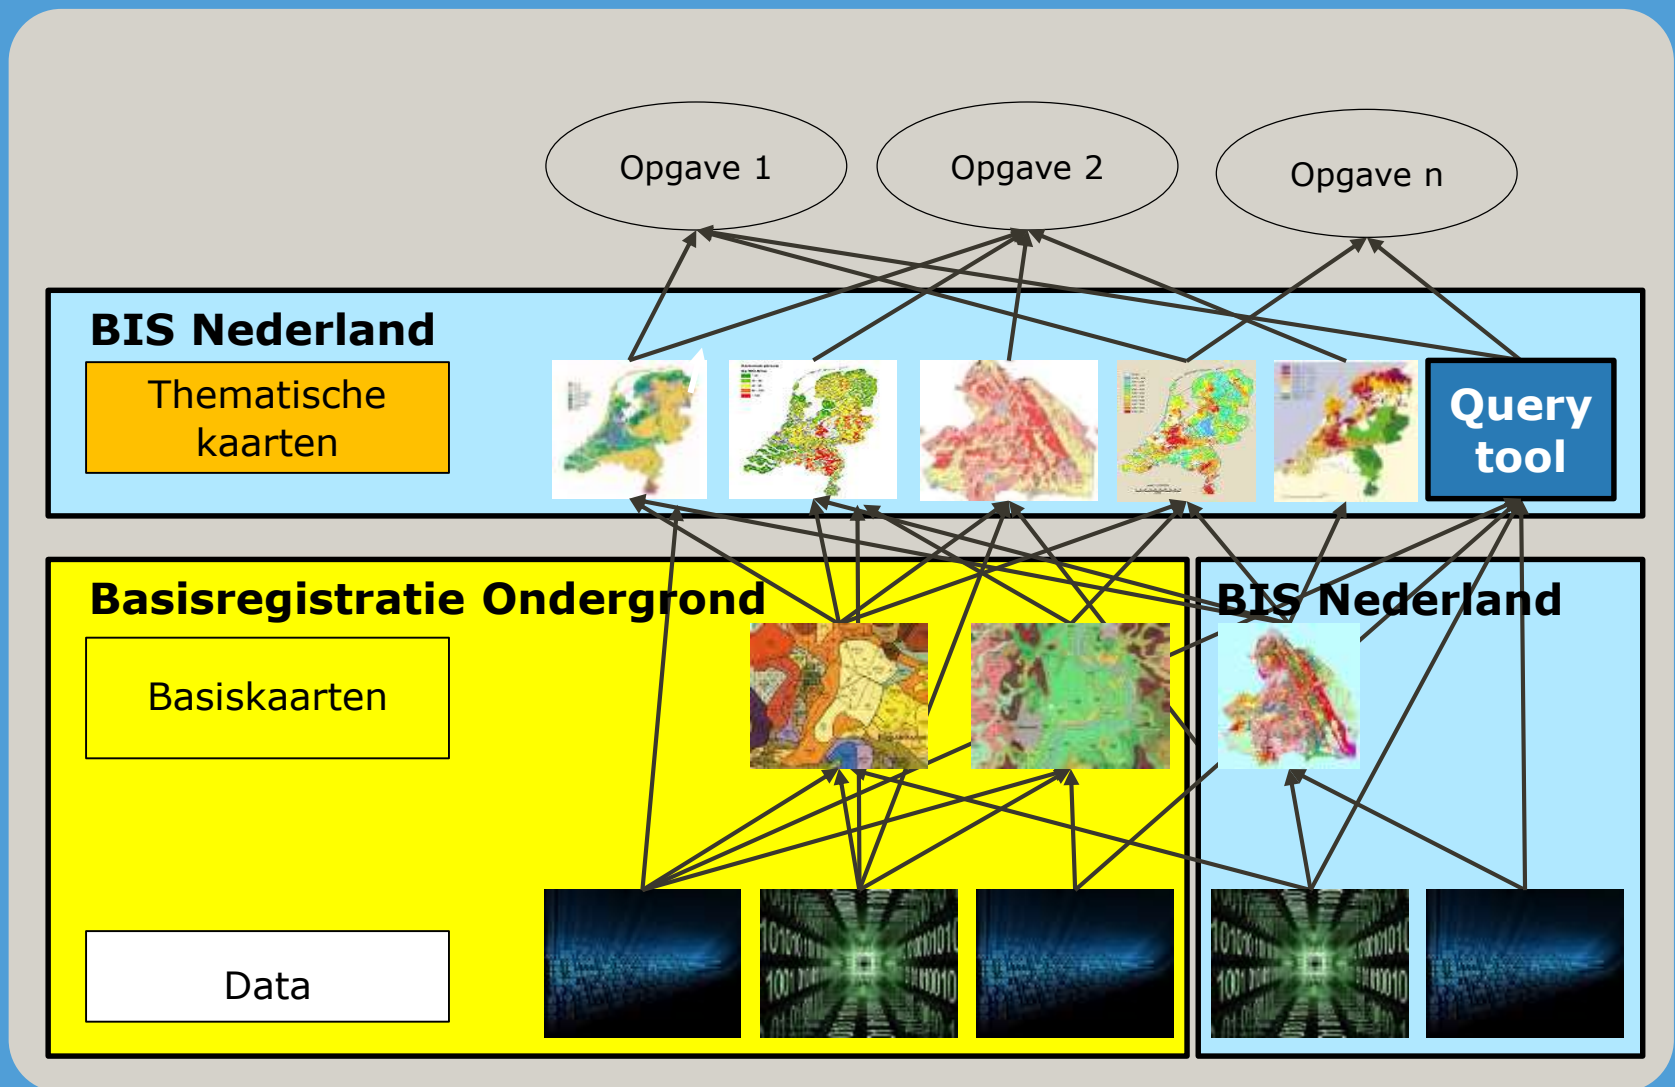 Opgave 1
Opgave 2
Opgave n
BIS Nederland
Thematische
kaarten
Query
tool
Basisregistratie Ondergrond
BIS Nederland
Basiskaarten
Data